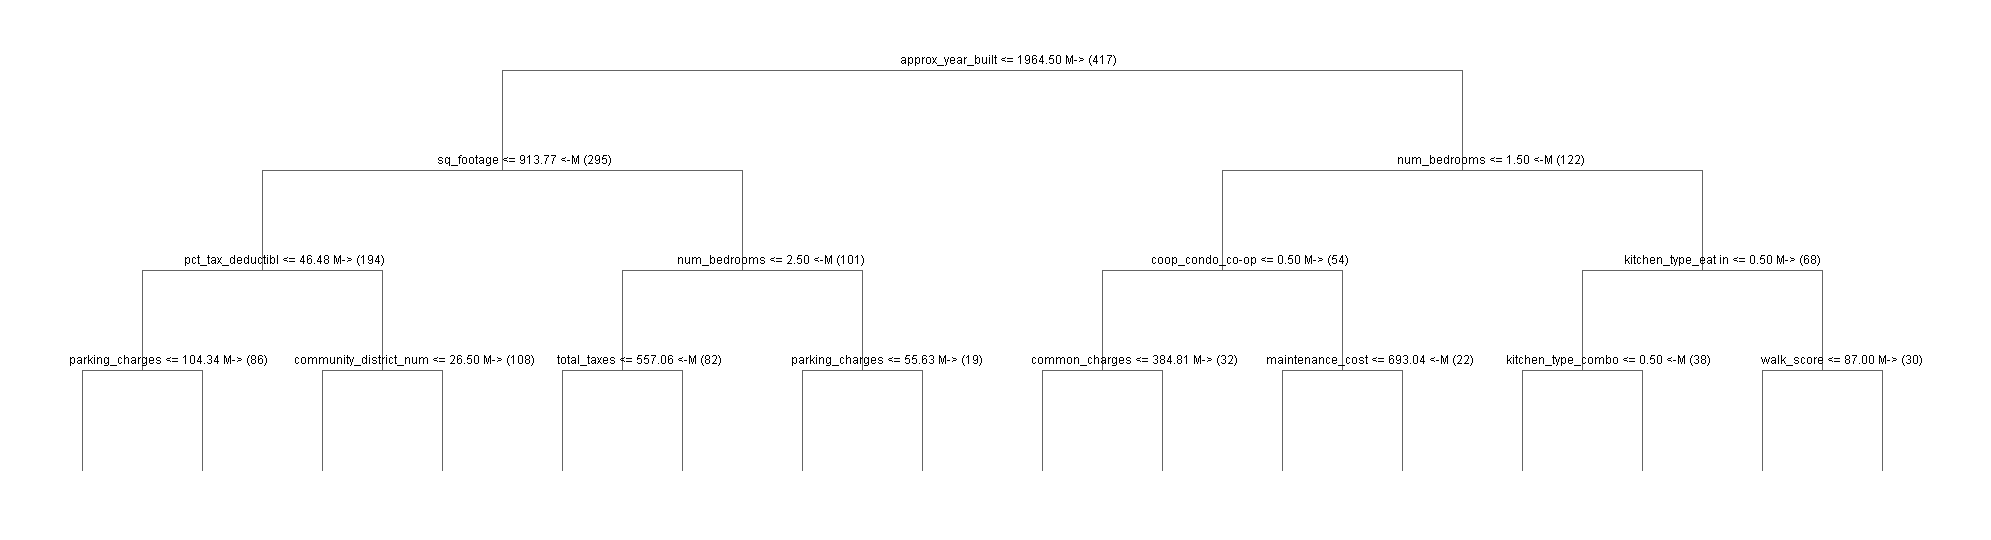 approx_year_built <= 1964.50 M-> (417)
sq_footage <= 913.77 <-M (295)
num_bedrooms <= 1.50 <-M (122)
pct_tax_deductibl <= 46.48 M-> (194)
num_bedrooms <= 2.50 <-M (101)
coop_condo_co-op <= 0.50 M-> (54)
kitchen_type_eat in <= 0.50 M-> (68)
parking_charges <= 104.34 M-> (86)
community_district_num <= 26.50 M-> (108)
total_taxes <= 557.06 <-M (82)
parking_charges <= 55.63 M-> (19)
common_charges <= 384.81 M-> (32)
maintenance_cost <= 693.04 <-M (22)
kitchen_type_combo <= 0.50 <-M (38)
walk_score <= 87.00 M-> (30)